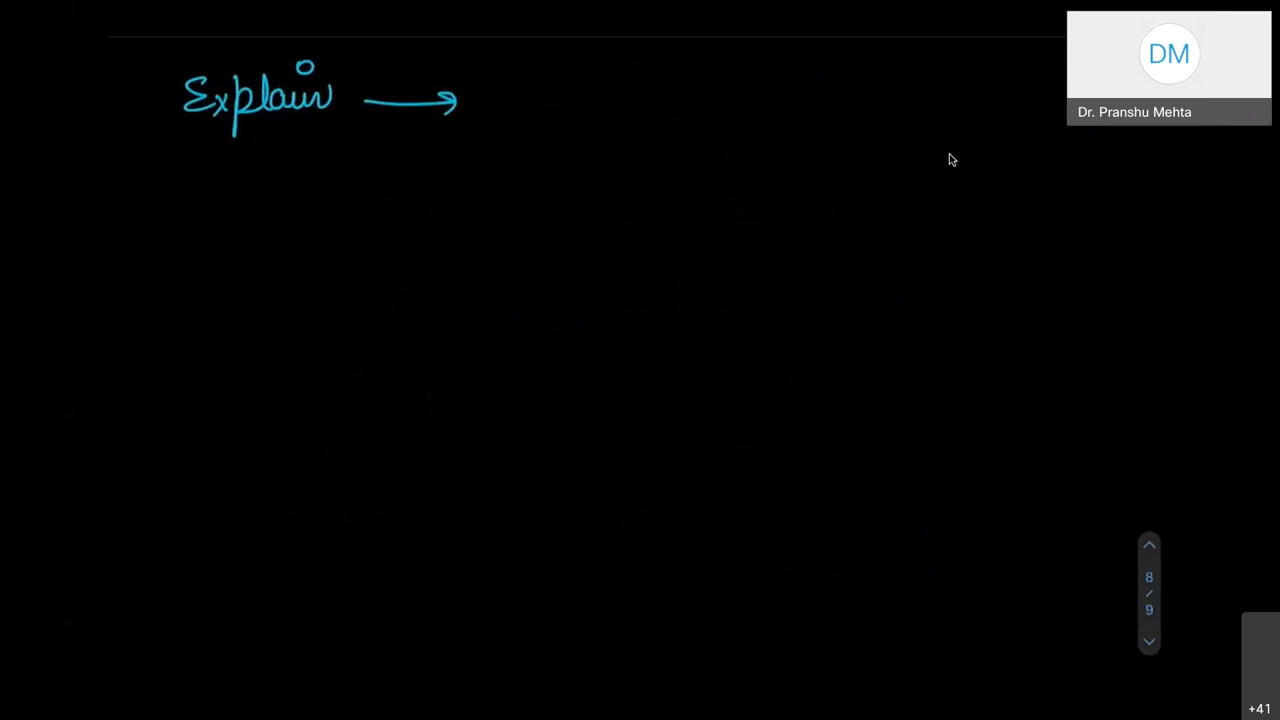 Explain →
DM
Dr. Pranshu Mehta
8
/
9
+41